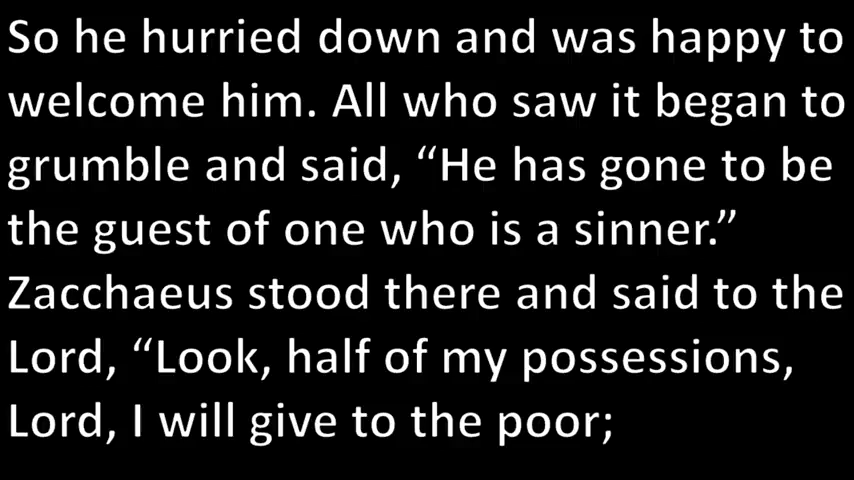 So he hurried down and was happy to
welcome him. All who saw it began to
grumble and said, “He has gone to be
the guest of one who is a sinner.”
Zacchaeus stood there and said to the
Lord, “Look, half of my possessions,
Lord, I will give to the poor;